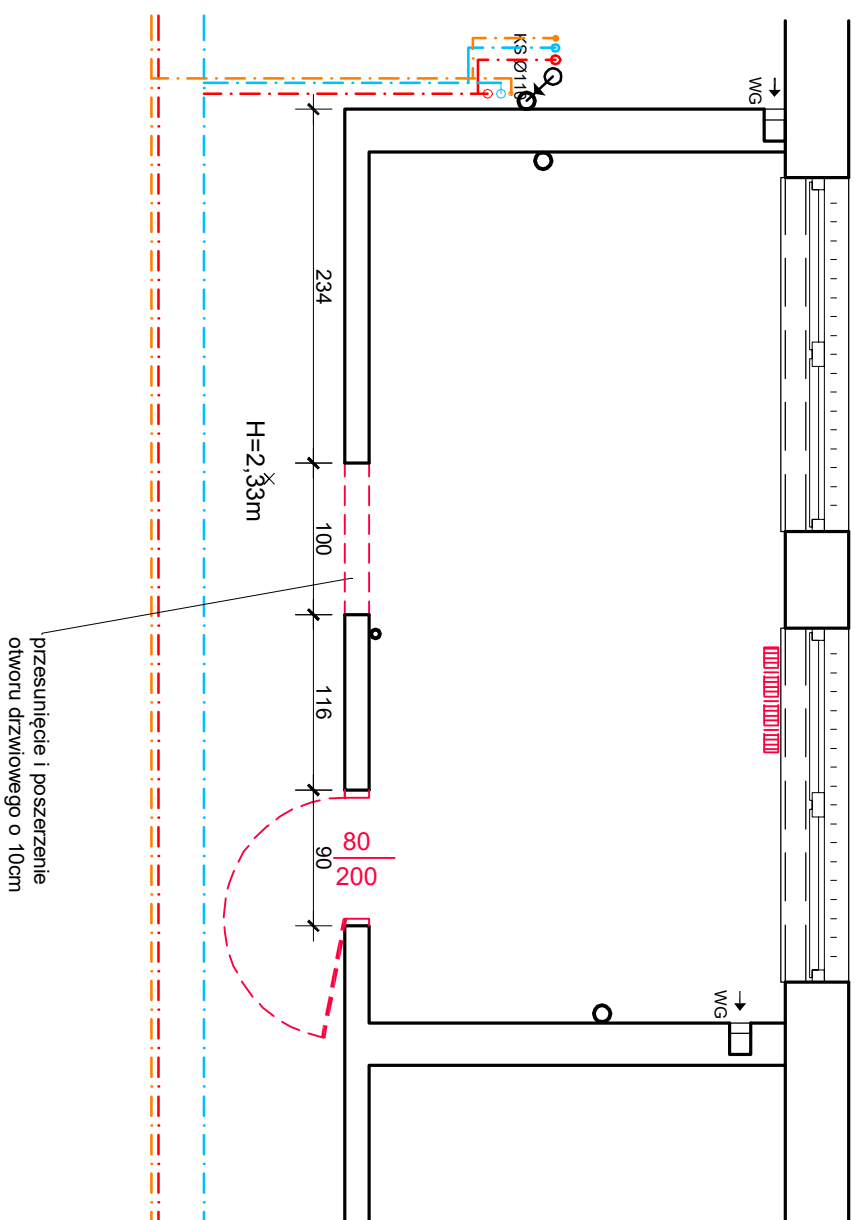 KS Ø110
WG
234
H=2,33m
100
116
90
80
200
WG
przesunięcie i poszerzenie
otworu drzwiowego o 10cm